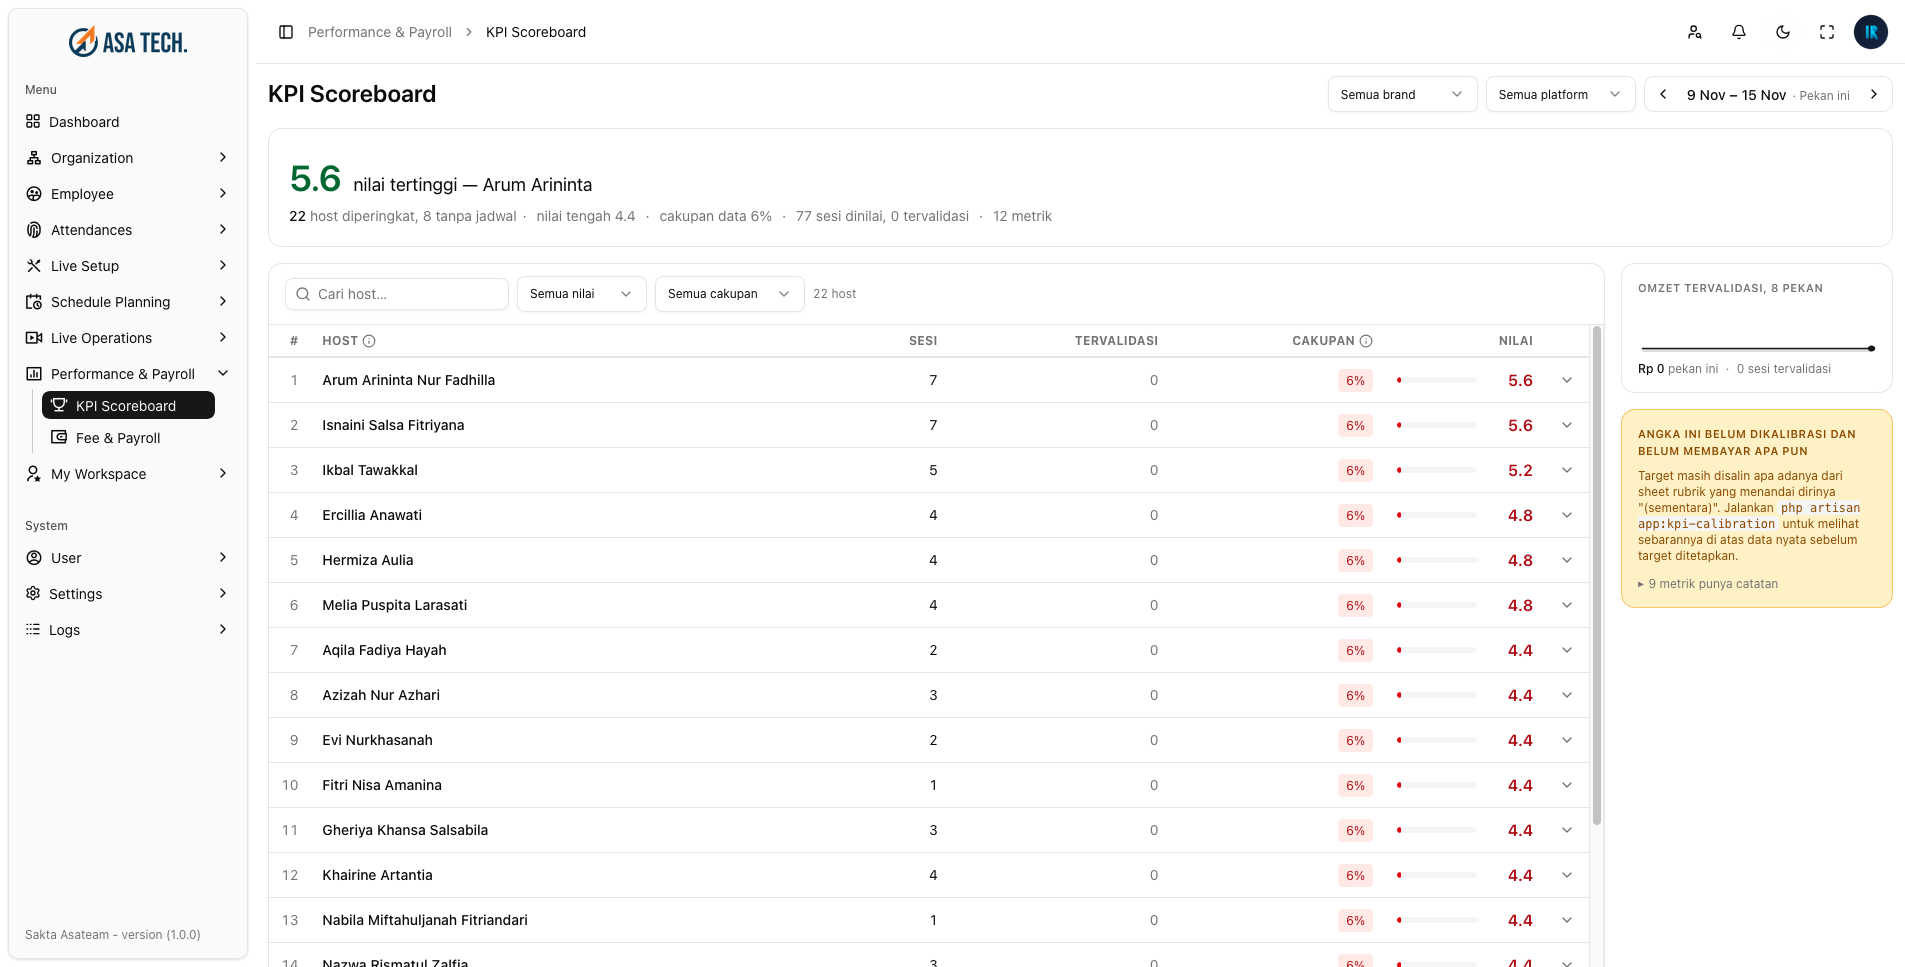 ASA TECH.
Menu
Dashboard
Organization
Employee
Attendances
Live Setup
Schedule Planning
Live Operations
Performance & Payroll
KPI Scoreboard
Fee & Payroll
My Workspace
System
User
Settings
Logs
Sakta Asateam - version (1.0.0)
Performance & Payroll > KPI Scoreboard
KPI Scoreboard
Semua brand
Semua platform
9 Nov – 15 Nov · Pekan ini
5.6 nilai tertinggi — Arum Arininta
22 host diperingkat, 8 tanpa jadwal · nilai tengah 4.4 · cakupan data 6% · 77 sesi dinilai, 0 tervalidasi · 12 metrik
Cari host...
Semua nilai
Semua cakupan
22 host
# HOST SESI TERVALIDASI CAKUPAN NILAI
1 Arum Arininta Nur Fadhilla 7 0 6% 5.6
2 Isnaini Salsa Fitriyana 7 0 6% 5.6
3 Ikbal Tawakkal 5 0 6% 5.2
4 Ercillia Anawati 4 0 6% 4.8
5 Hermiza Aulia 4 0 6% 4.8
6 Melia Puspita Larasati 4 0 6% 4.8
7 Aqila Fadiya Hayah 2 0 6% 4.4
8 Azizah Nur Azhari 3 0 6% 4.4
9 Evi Nurkhasanah 2 0 6% 4.4
10 Fitri Nisa Amanina 1 0 6% 4.4
11 Gheriya Khansa Salsabila 3 0 6% 4.4
12 Khairine Artantia 4 0 6% 4.4
13 Nabila Miftahuljanah Fitriandari 1 0 6% 4.4
14 Nazwa Rismatul Zalfia 3 0 6% 4.4
OMZET TERVALIDASI, 8 PEKAN
Rp 0 pekan ini · 0 sesi tervalidasi
ANGKA INI BELUM DIKALIBRASI DAN
BELUM MEMBAYAR APA PUN
Target masih disalin apa adanya dari
sheet rubrik yang menandai dirinya
"(sementara)". Jalankan php artisan
app:kpi-calibration untuk melihat
sebarannya di atas data nyata sebelum
target ditetapkan.
▸ 9 metrik punya catatan